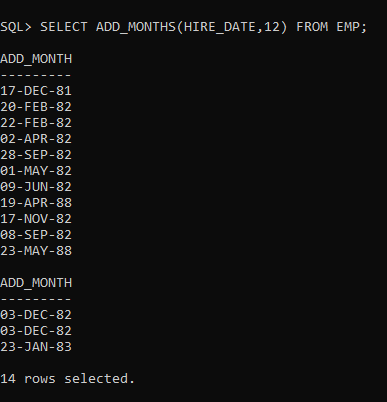 SQL> SELECT ADD_MONTHS(HIRE_DATE,12) FROM EMP;
ADD_MONTH
---------
17-DEC-81
20-FEB-82
22-FEB-82
02-APR-82
28-SEP-82
01-MAY-82
09-JUN-82
19-APR-88
17-NOV-82
08-SEP-82
23-MAY-88
ADD_MONTH
---------
03-DEC-82
03-DEC-82
23-JAN-83
14 rows selected.